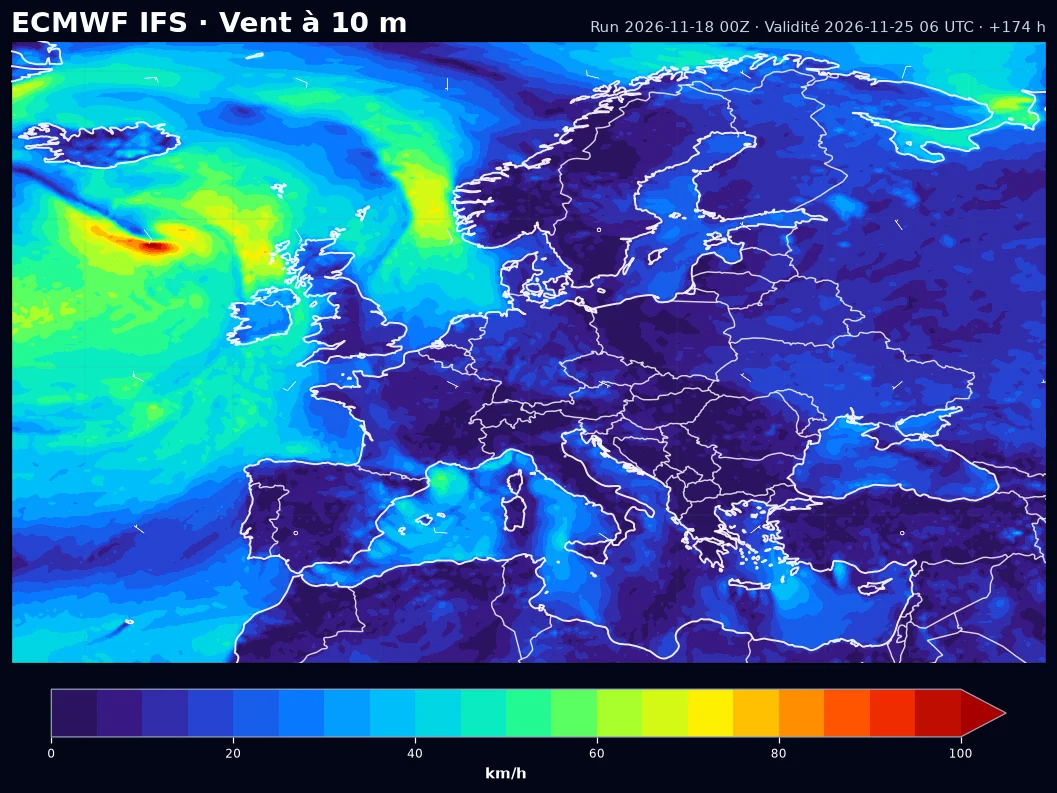 ECMWF IFS · Vent à 10 m
Run 2026-11-18 00Z · Validité 2026-11-25 06 UTC · +174 h
0 20 40 60 80 100
km/h